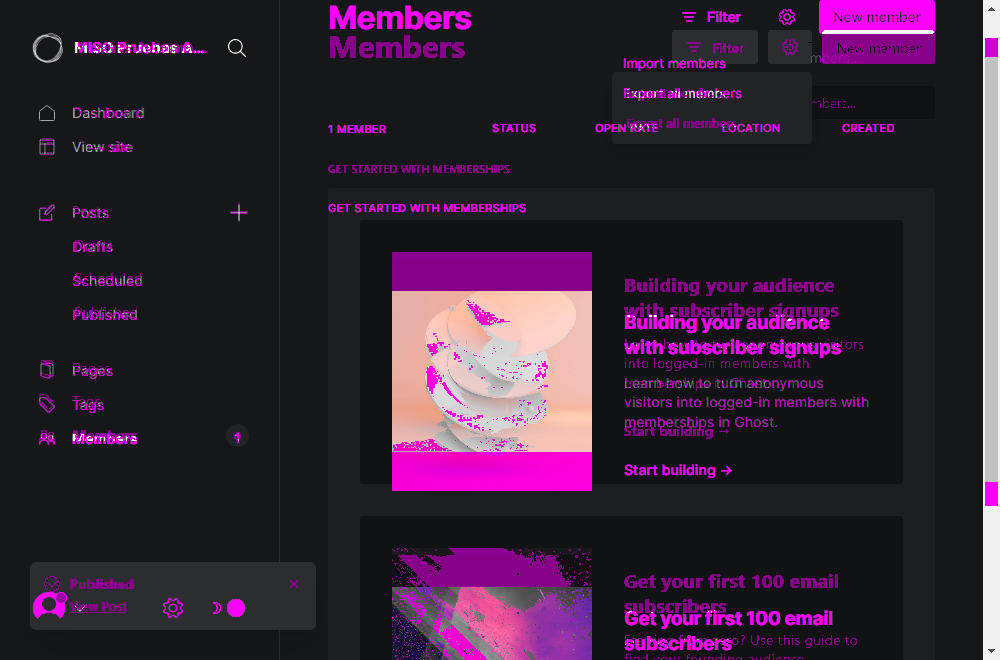 MISO Pruebas A...
Dashboard
View site
Posts
Drafts
Scheduled
Published
Pages
Tags
Members
Published
View Post
Members
Members
Filter
New member
Filter
New member
Import members
Export all members
Export all members
1 MEMBER
STATUS
OPEN RATE
LOCATION
CREATED
GET STARTED WITH MEMBERSHIPS
GET STARTED WITH MEMBERSHIPS
Building your audience
with subscriber signups
Building your audience
with subscriber signups
into logged-in members with
Learn how to turn anonymous
visitors into logged-in members with
memberships in Ghost.
Start building →
Start building →
Get your first 100 email
subscribers
Get your first 100 email
subscribers
Use this guide to
find your founding audience